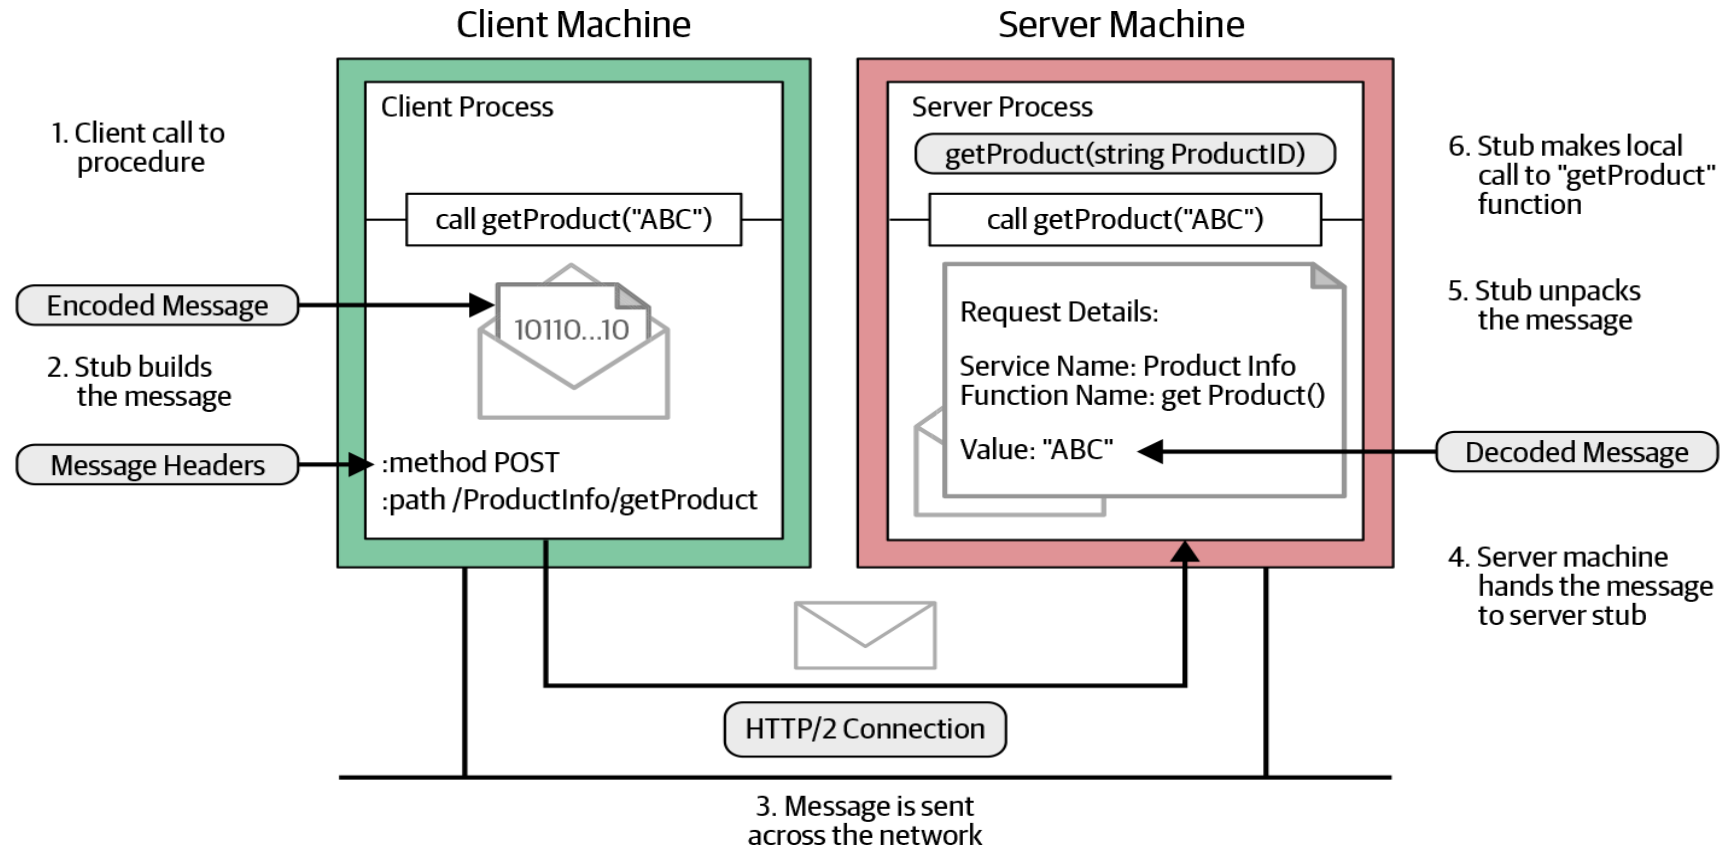 Client Machine
Server Machine
1. Client call to
procedure
Client Process
call getProduct("ABC")
Encoded Message
10110...10
2. Stub builds
the message
Message Headers
:method POST
:path /ProductInfo/getProduct
Server Process
getProduct(string ProductID)
call getProduct("ABC")
Request Details:
Service Name: Product Info
Function Name: get Product()
Value: "ABC"
6. Stub makes local
call to "getProduct"
function
5. Stub unpacks
the message
Decoded Message
4. Server machine
hands the message
to server stub
HTTP/2 Connection
3. Message is sent
across the network